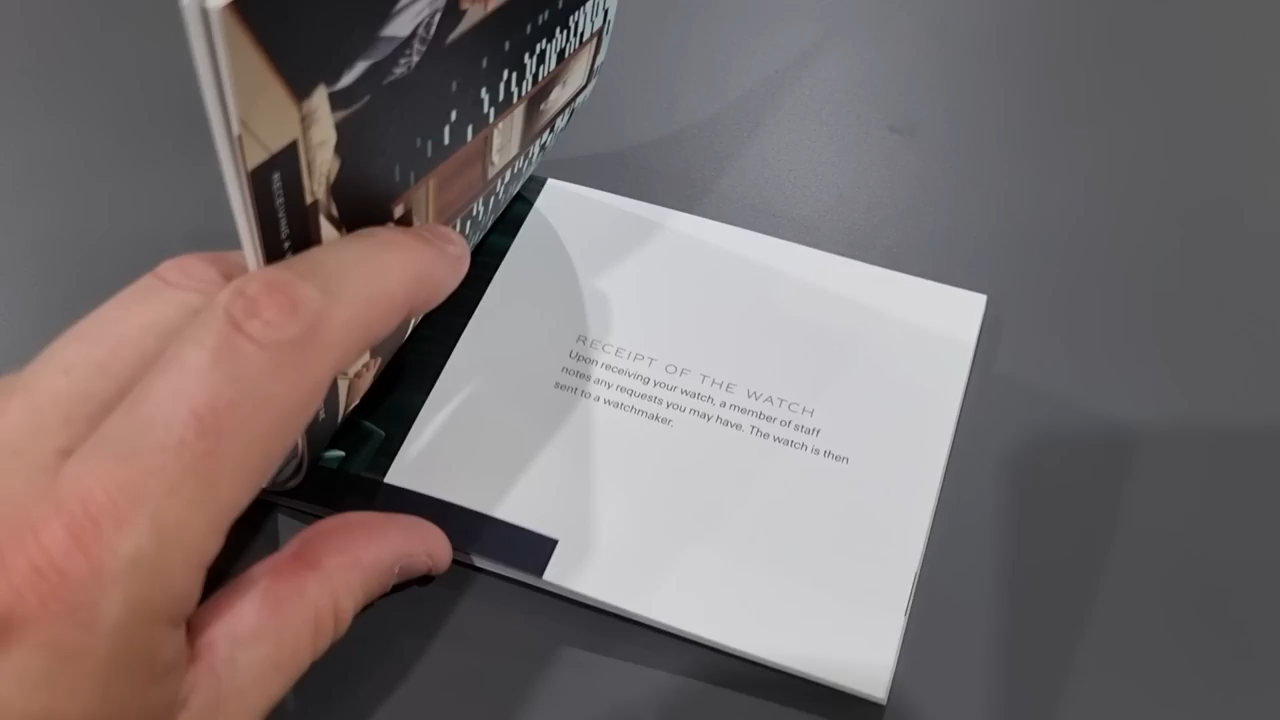 RECEIVING A
RECEIPT OF THE WATCH
Upon receiving your watch, a member of staff
notes any requests you may have. The watch is then
sent to a watchmaker.